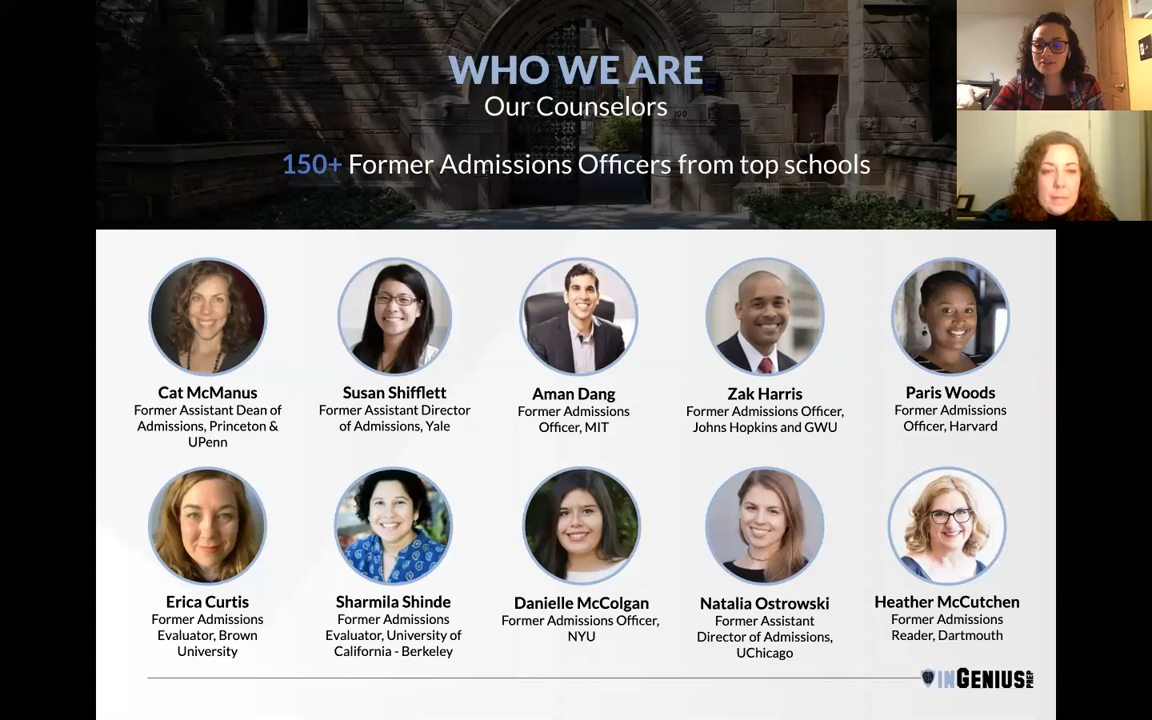 WHO WE ARE
Our Counselors
150+ Former Admissions Officers from top schools
Cat McManus
Former Assistant Dean of
Admissions, Princeton &
UPenn
Susan Shifflett
Former Assistant Director
of Admissions, Yale
Aman Dang
Former Admissions
Officer, MIT
Zak Harris
Former Admissions Officer,
Johns Hopkins and GWU
Paris Woods
Former Admissions
Officer, Harvard
Erica Curtis
Former Admissions
Evaluator, Brown
University
Sharmila Shinde
Former Admissions
Evaluator, University of
California - Berkeley
Danielle McColgan
Former Admissions Officer,
NYU
Natalia Ostrowski
Former Assistant
Director of Admissions,
UChicago
Heather McCutchen
Former Admissions
Reader, Dartmouth
INGENIUS PREP